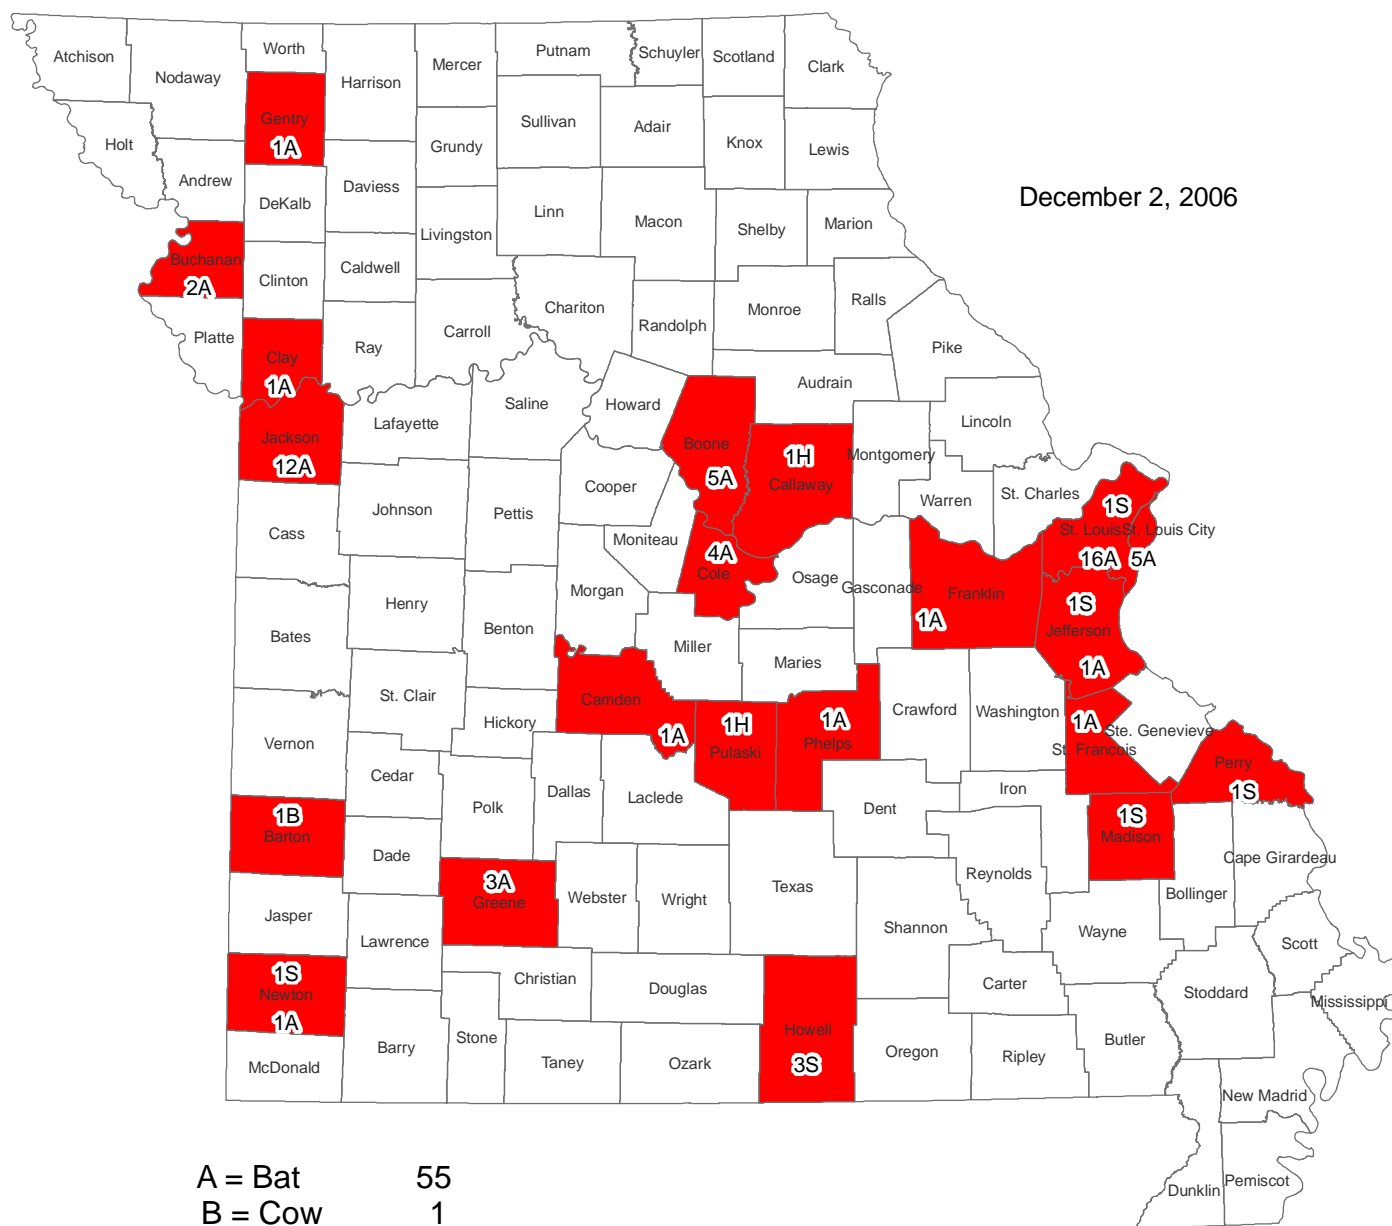 Atchison
Nodaway
Worth
Harrison
Mercer
Putnam
Schuyler
Scotland
Clark
Holt
Gentry
1A
Grundy
Sullivan
Adair
Knox
Lewis
Andrew
DeKalb
Daviess
Livingston
Linn
Macon
Shelby
Marion
December 2, 2006
Buchanan
2A
Clinton
Caldwell
Chariton
Randolph
Monroe
Ralls
Platte
Clay
1A
Ray
Carroll
Pike
Audrain
Jackson
12A
Lafayette
Saline
Howard
Boone
5A
1H
Callaway
Montgomery
Lincoln
Warren
St. Charles
1S
St. Louis
16A
St. Louis City
5A
Cass
Johnson
Pettis
Cooper
Moniteau
4A
Cole
Osage
Gasconade
Franklin
1A
1S
Jefferson
1A
Bates
Henry
Benton
Morgan
Miller
Maries
St. Clair
Hickory
Camden
1A
1H
Pulaski
1A
Phelps
Crawford
Washington
1A
St. Francois
Ste. Genevieve
Perry
1S
Vernon
Cedar
Polk
Dallas
Laclede
Dent
Iron
1S
Madison
Cape Girardeau
Bollinger
1B
Barton
Dade
3A
Greene
Webster
Wright
Texas
Reynolds
Jasper
Lawrence
Shannon
Wayne
Scott
1S
Newton
1A
Christian
Douglas
Howell
3S
Carter
Stoddard
Mississippi
McDonald
Barry
Stone
Taney
Ozark
Oregon
Ripley
Butler
New Madrid
Dunklin
Pemiscot
A = Bat 55
B = Cow 1